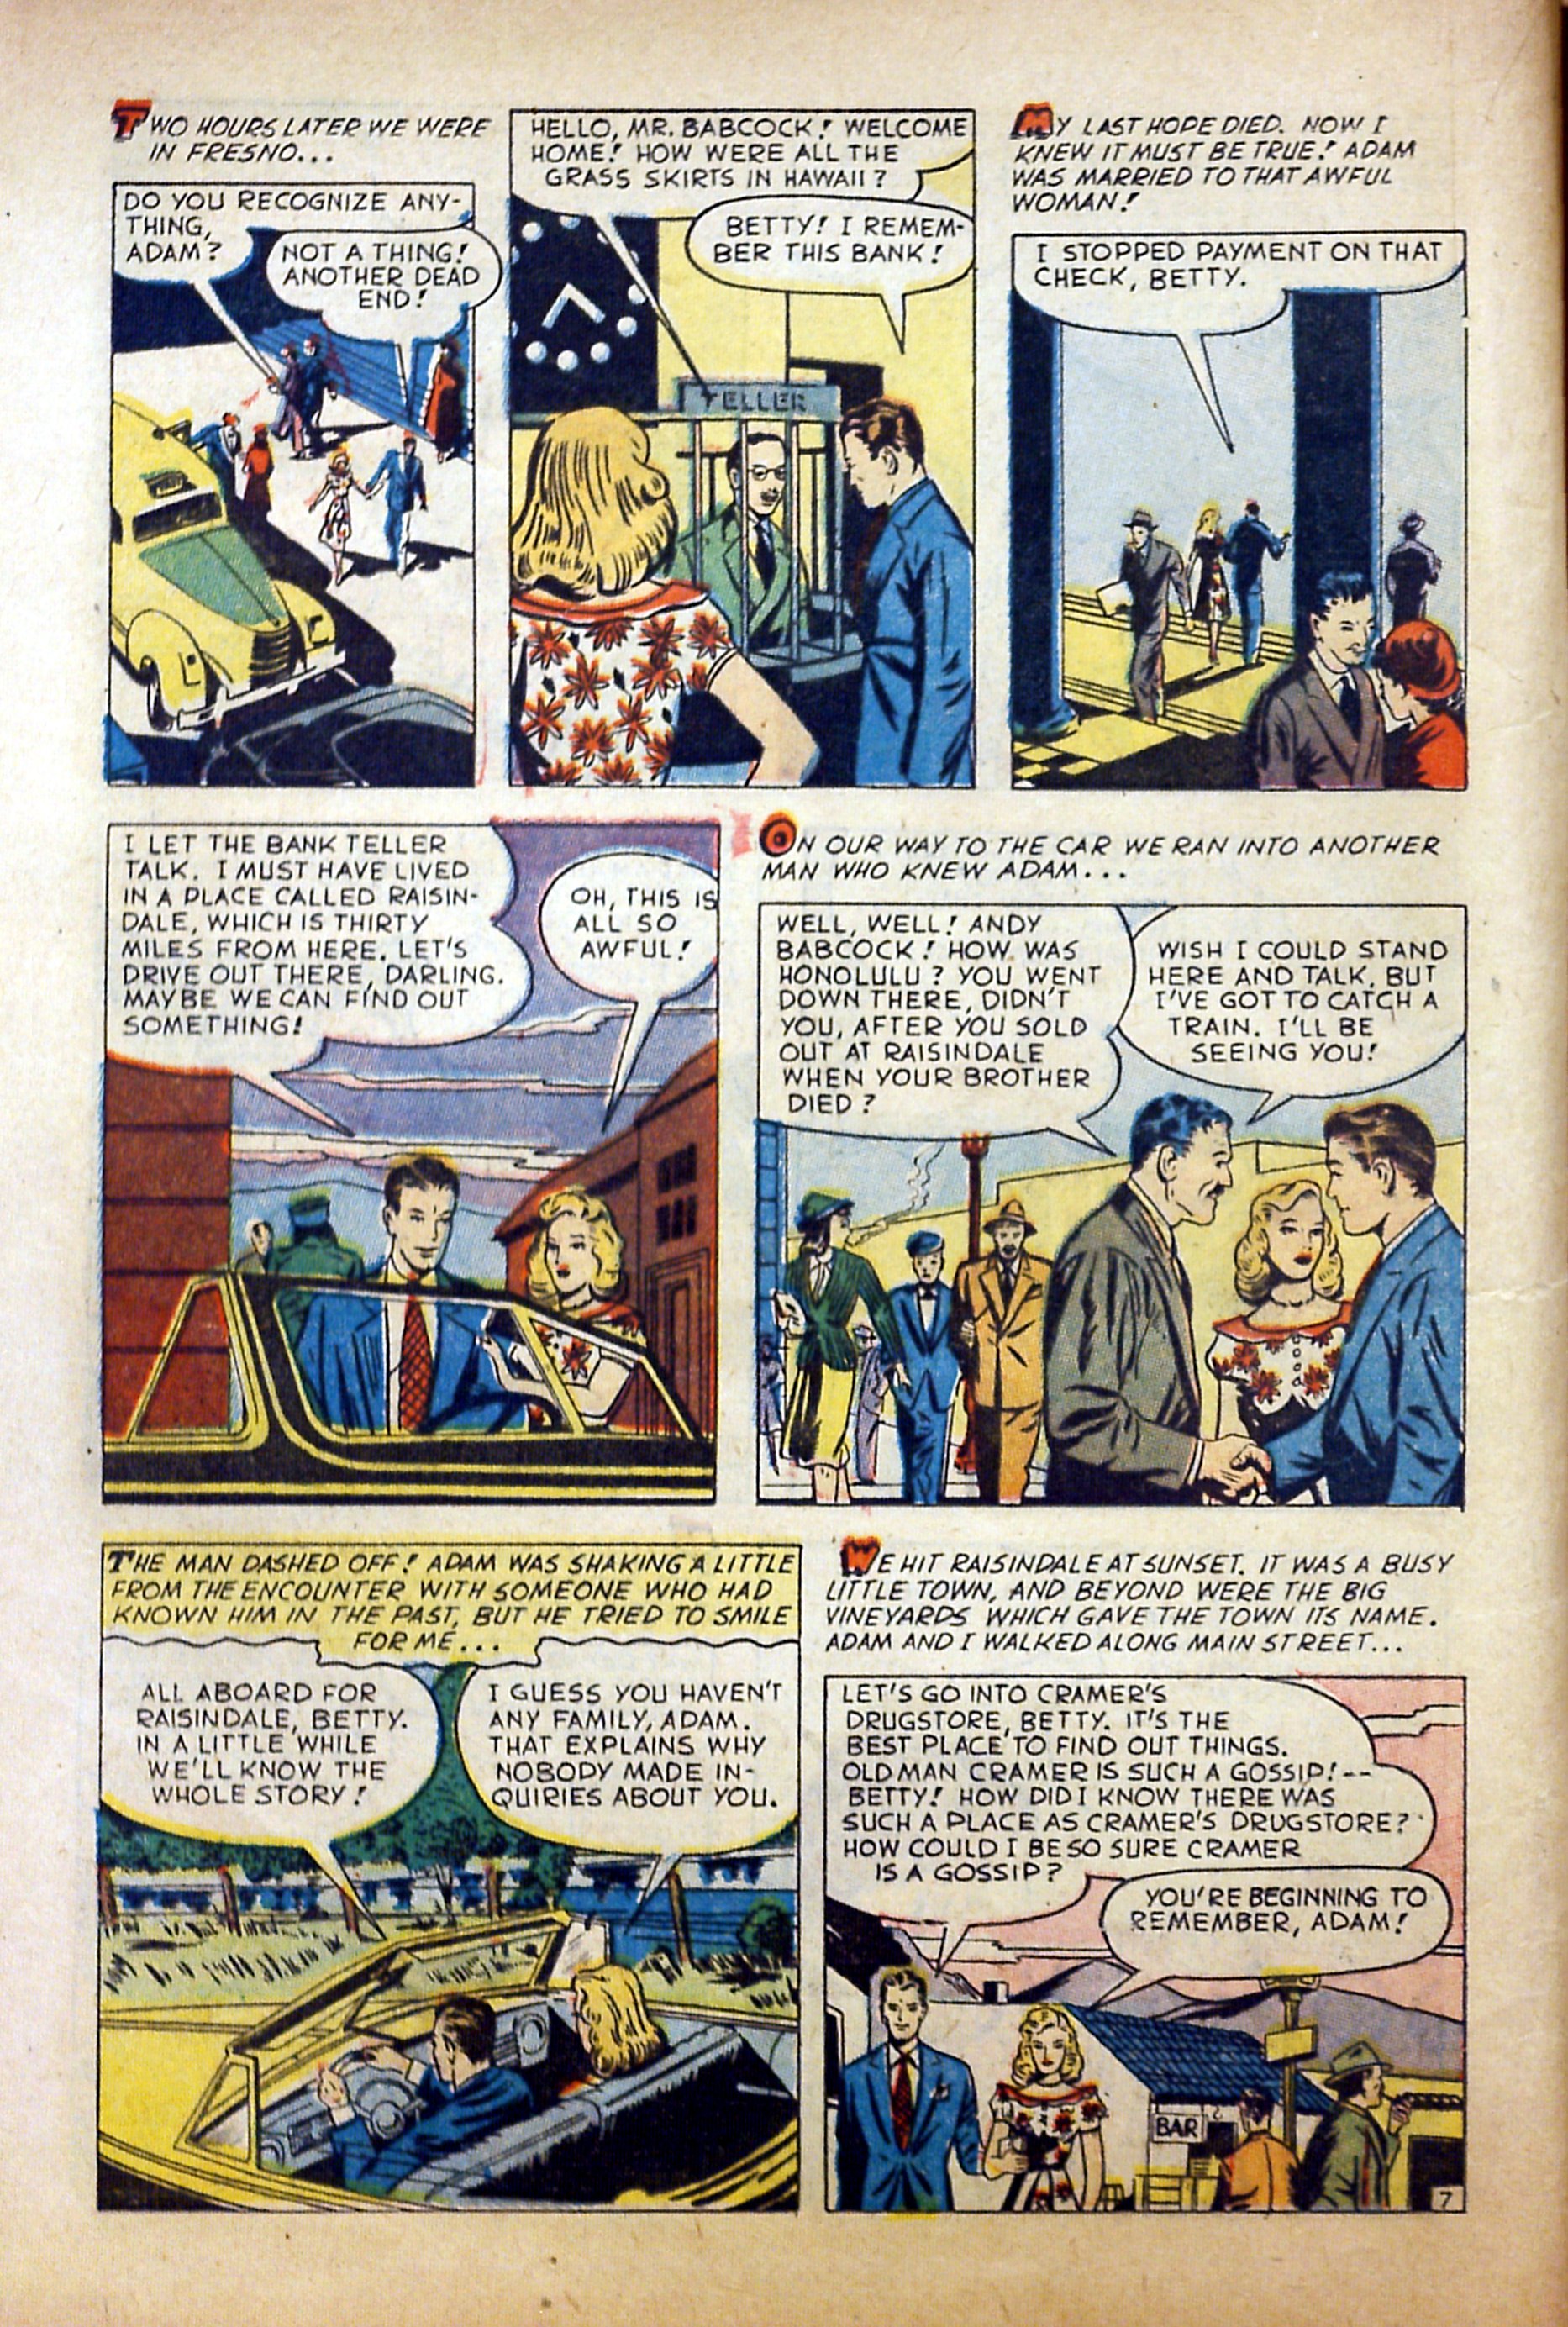 TWO HOURS LATER WE WERE
IN FRESNO...
DO YOU RECOGNIZE ANY-
THING,
ADAM?
NOT A THING!
ANOTHER DEAD
END!
HELLO, MR. BABCOCK! WELCOME
HOME! HOW WERE ALL THE
GRASS SKIRTS IN HAWAII?
BETTY! I REMEM-
BER THIS BANK!
TELLER
MY LAST HOPE DIED. NOW I
KNEW IT MUST BE TRUE! ADAM
WAS MARRIED TO THAT AWFUL
WOMAN!
I STOPPED PAYMENT ON THAT
CHECK, BETTY.
I LET THE BANK TELLER
TALK. I MUST HAVE LIVED
IN A PLACE CALLED RAISIN-
DALE, WHICH IS THIRTY
MILES FROM HERE. LET'S
DRIVE OUT THERE, DARLING.
MAYBE WE CAN FIND OUT
SOMETHING!
OH, THIS IS
ALL SO
AWFUL!
ON OUR WAY TO THE CAR WE RAN INTO ANOTHER
MAN WHO KNEW ADAM...
WELL, WELL! ANDY
BABCOCK! HOW WAS
HONOLULU? YOU WENT
DOWN THERE, DIDN'T
YOU, AFTER YOU SOLD
OUT AT RAISINDALE
WHEN YOUR BROTHER
DIED?
WISH I COULD STAND
HERE AND TALK, BUT
I'VE GOT TO CATCH A
TRAIN. I'LL BE
SEEING YOU!
THE MAN DASHED OFF! ADAM WAS SHAKING A LITTLE
FROM THE ENCOUNTER WITH SOMEONE WHO HAD
KNOWN HIM IN THE PAST, BUT HE TRIED TO SMILE
FOR ME...
ALL ABOARD FOR
RAISINDALE, BETTY.
IN A LITTLE WHILE
WE'LL KNOW THE
WHOLE STORY!
I GUESS YOU HAVEN'T
ANY FAMILY, ADAM.
THAT EXPLAINS WHY
NOBODY MADE IN-
QUIRIES ABOUT YOU.
WE HIT RAISINDALE AT SUNSET. IT WAS A BUSY
LITTLE TOWN, AND BEYOND WERE THE BIG
VINEYARDS WHICH GAVE THE TOWN ITS NAME.
ADAM AND I WALKED ALONG MAIN STREET...
LET'S GO INTO CRAMER'S
DRUGSTORE, BETTY. IT'S THE
BEST PLACE TO FIND OUT THINGS.
OLD MAN CRAMER IS SUCH A GOSSIP!--
BETTY! HOW DID I KNOW THERE WAS
SUCH A PLACE AS CRAMER'S DRUGSTORE?
HOW COULD I BE SO SURE CRAMER
IS A GOSSIP?
YOU'RE BEGINNING TO
REMEMBER, ADAM!
BAR
7